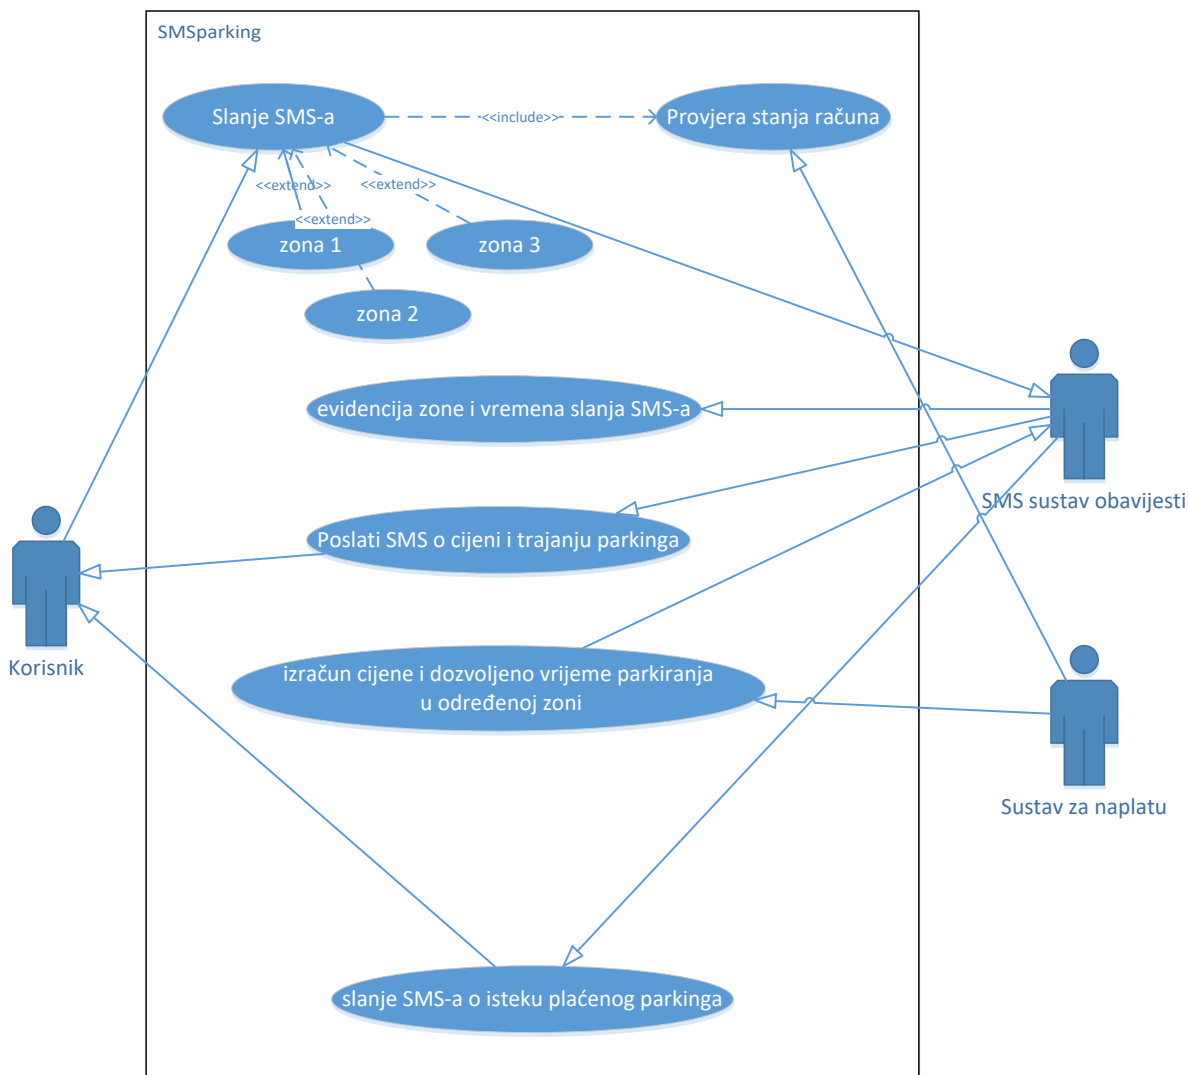 SMSparking
Slanje SMS-a
<<include>>
Provjera stanja računa
<<extend>>
<<extend>>
<<extend>>
zona 1
zona 3
zona 2
evidencija zone i vremena slanja SMS-a
SMS sustav obavijesti
Poslati SMS o cijeni i trajanju parkinga
Korisnik
izračun cijene i dozvoljeno vrijeme parkiranja
u određenoj zoni
Sustav za naplatu
slanje SMS-a o isteku plaćenog parkinga